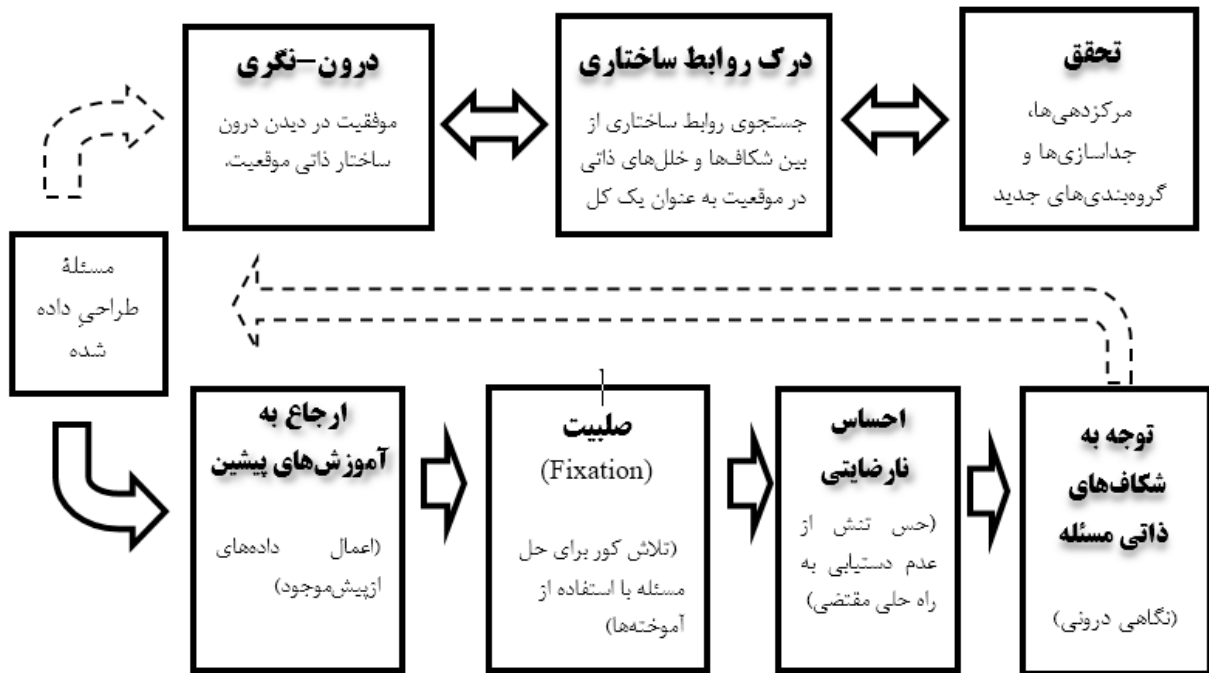 تحقق
مرکزدهی‌ها،
جداسازی‌ها و
گروه‌بندی‌های جدید
درک روابط ساختاری
جستجوی روابط ساختاری از
بین شکاف‌ها و خلل‌های ذاتی
در موقعیت به عنوان یک کل
درون-نگری
موفقیت در دیدن درون
ساختار ذاتی موقعیت.
مسئلهٔ
طراحیِ داده
شده
ارجاع به
آموزش‌های پیشین
(اعمال داده‌های
ازپیش‌موجود)
صلبیت
(Fixation)
(تلاش کور برای حل
مسئله با استفاده از
آموخته‌ها)
احساس
نارضایتی
(حس تنش از
عدم دستیابی به
راه حلی مقتضی)
توجه به
شکاف‌های
ذاتی مسئله
(نگاهی درونی)